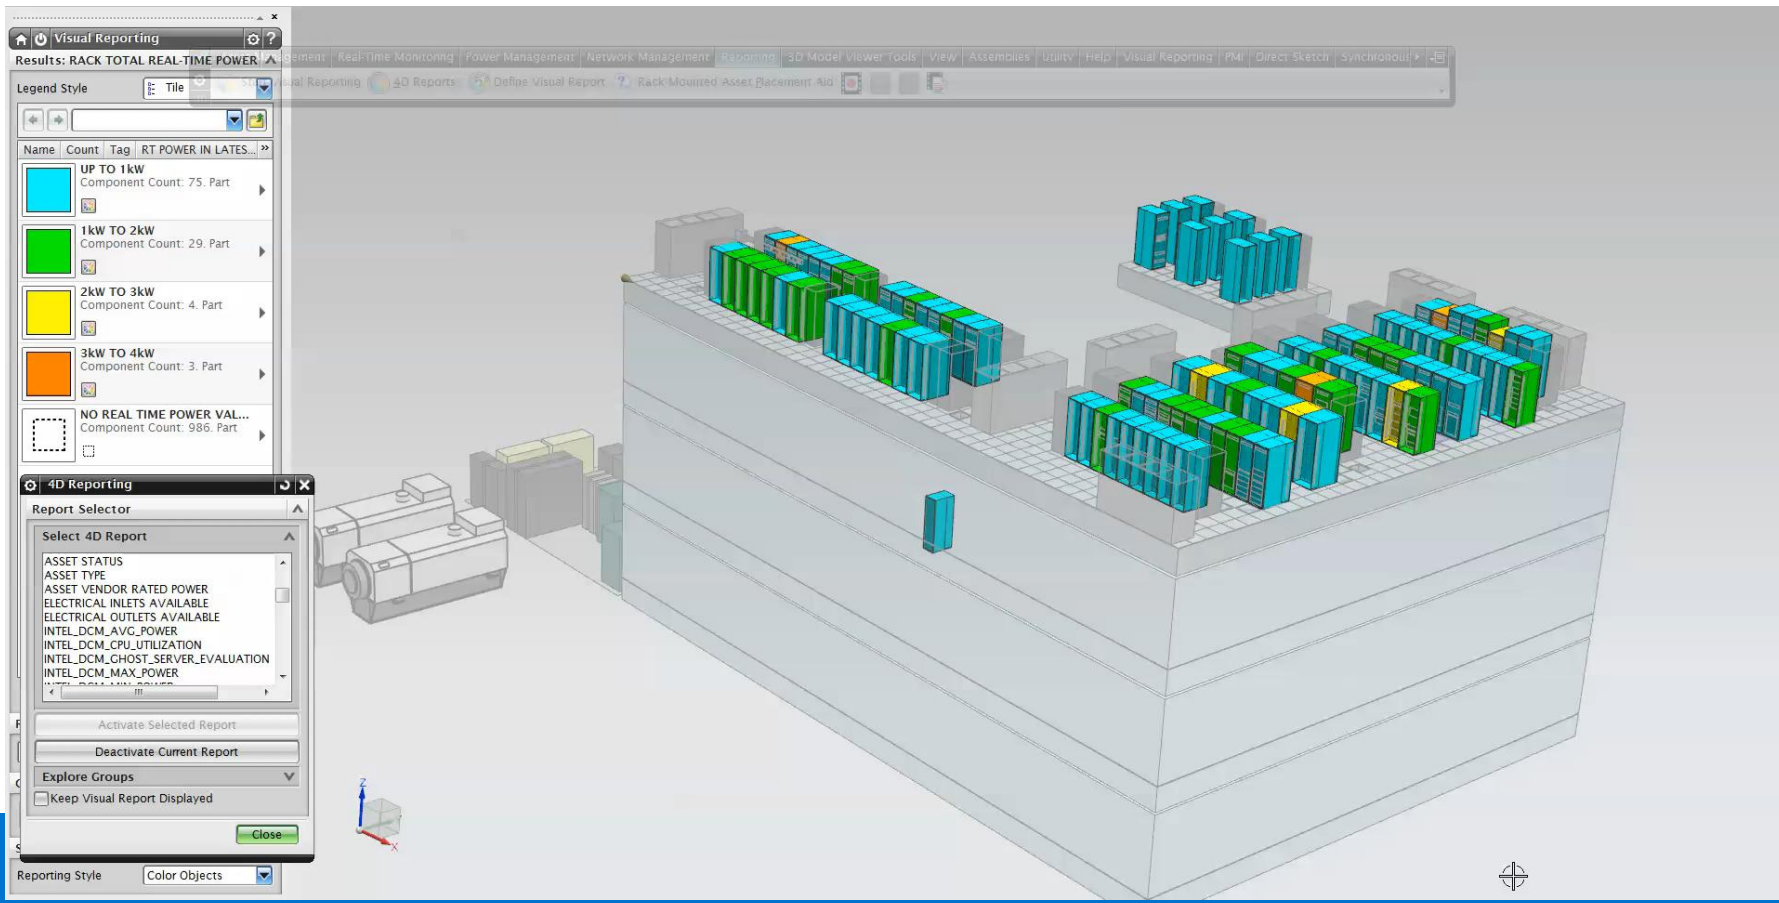 Visual Reporting
?
Results: RACK TOTAL REAL-TIME POWER
Legend Style
Tile
Name Count Tag RT POWER IN LATES... »
UP TO 1kW
Component Count: 75. Part
1kW TO 2kW
Component Count: 29. Part
2kW TO 3kW
Component Count: 4. Part
3kW TO 4kW
Component Count: 3. Part
NO REAL TIME POWER VAL...
Component Count: 986. Part
Real-Time Monitoring Power Management Network Management Reporting 3D Model Viewer Tools View Assemblies Utility Help Visual Reporting PMI Direct Sketch
Visual Reporting 4D Reports Define Visual Report Rack Mounted Asset Placement Aid
4D Reporting
Report Selector
Select 4D Report
ASSET STATUS
ASSET TYPE
ASSET VENDOR RATED POWER
ELECTRICAL INLETS AVAILABLE
ELECTRICAL OUTLETS AVAILABLE
INTEL_DCM_AVG_POWER
INTEL_DCM_CPU_UTILIZATION
INTEL_DCM_GHOST_SERVER_EVALUATION
INTEL_DCM_MAX_POWER
Activate Selected Report
Deactivate Current Report
Explore Groups
Keep Visual Report Displayed
Close
Reporting Style
Color Objects
Z
X